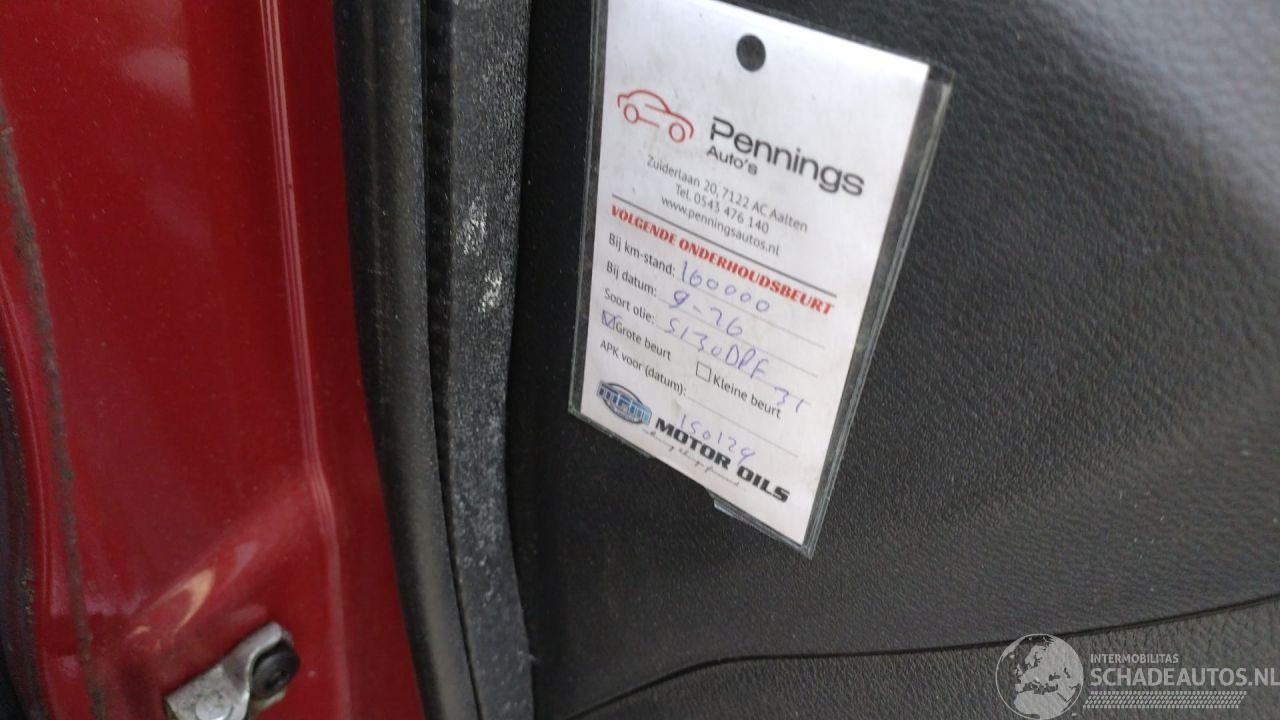 Pennings
Auto's
Zuiderlaan 20, 7122 AC Aalten
Tel. 0543 476 140
www.penningsautos.nl
VOLGENDE ONDERHOUDSBEURT
Bij km-stand: 160000
Bij datum: 9-26
Soort olie: 5130DPF
Grote beurt Kleine beurt
APK voor (datum):
150124
MOTOR OILS
INTERMOBILITAS
SCHADEAUTOS.NL